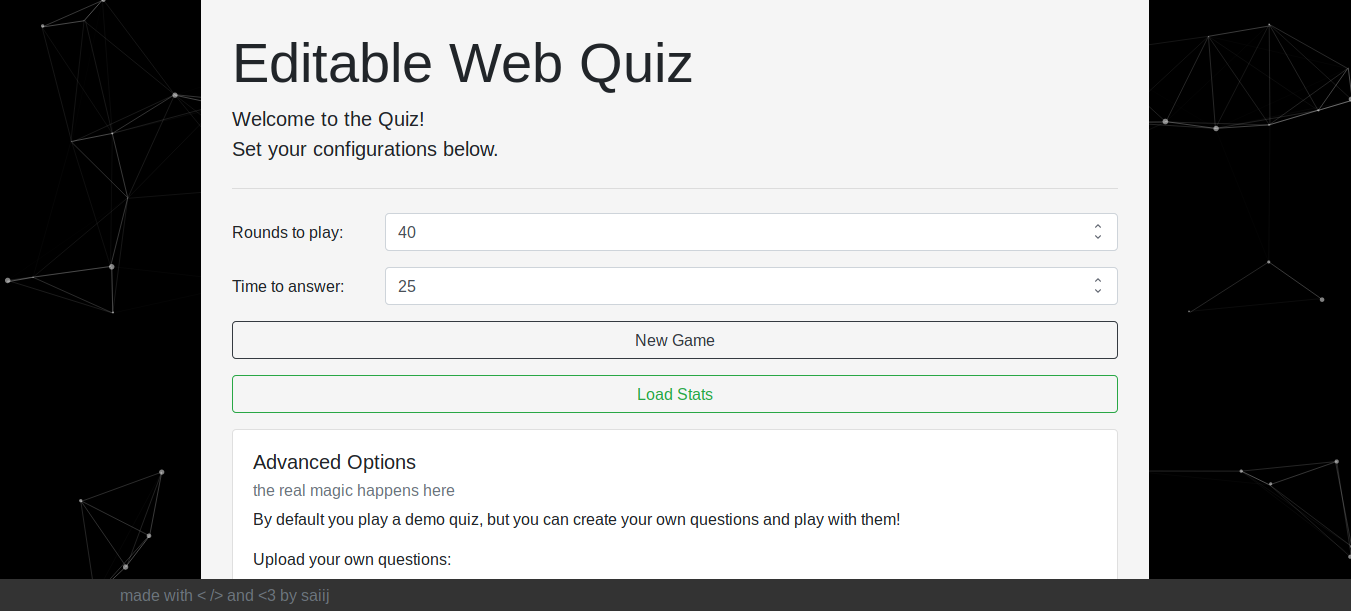 Editable Web Quiz
Welcome to the Quiz!
Set your configurations below.
Rounds to play: 40
Time to answer: 25
New Game
Load Stats
Advanced Options
the real magic happens here
By default you play a demo quiz, but you can create your own questions and play with them!
Upload your own questions:
made with < /> and <3 by saiij